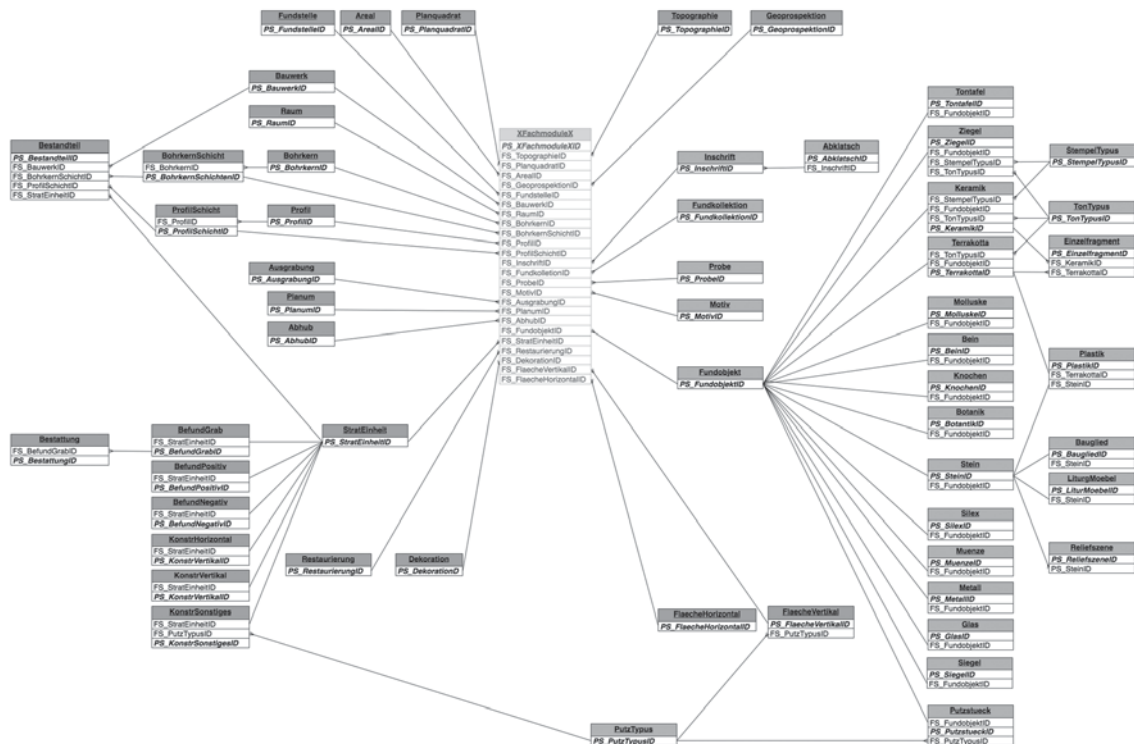 Fundstelle
PS_FundstelleID
Areal
PS_ArealID
Planquadrat
PS_PlanquadratID
Topographie
PS_TopographieID
Geoprospektion
PS_GeoprospektionID
Bauwerk
PS_BauwerkID
Raum
PS_RaumID
Bestandteil
PS_BestandteilID
FS_BauwerkID
FS_BohrkernSchichtID
FS_ProfilSchichtID
FS_StratEinheitID
BohrkernSchicht
FS_BohrkernID
PS_BohrkernSchichtenID
Bohrkern
PS_BohrkernID
ProfilSchicht
FS_ProfilID
PS_ProfilSchichtID
Profil
PS_ProfilID
Ausgrabung
PS_AusgrabungID
Planum
PS_PlanumID
Abhub
PS_AbhubID
XFachmoduleX
PS_XFachmoduleXID
FS_TopographieID
FS_PlanquadratID
FS_ArealID
FS_GeoprospektionID
FS_FundstelleID
FS_BauwerkID
FS_RaumID
FS_BohrkernID
FS_BohrkernSchichtID
FS_ProfilID
FS_ProfilSchichtID
FS_InschriftID
FS_FundkolletionID
FS_ProbeID
FS_MotivID
FS_AusgrabungID
FS_PlanumID
FS_AbhubID
FS_FundobjektID
FS_StratEinheitID
FS_RestaurierungID
FS_DekorationID
FS_FlaecheVertikalID
FS_FlaecheHorizontalID
Inschrift
PS_InschriftID
Abklatsch
PS_AbklatschID
FS_InschriftID
Fundkollektion
PS_FundkollektionID
Probe
PS_ProbeID
Motiv
PS_MotivID
Fundobjekt
PS_FundobjektID
Tontafel
PS_TontafelID
FS_FundobjektID
Ziegel
PS_ZiegelID
FS_FundobjektID
FS_StempelTypusID
FS_TonTypusID
Keramik
FS_StempelTypusID
FS_FundobjektID
FS_TonTypusID
PS_KeramikID
Terrakotta
FS_TonTypusID
FS_FundobjektID
PS_TerrakottaID
StempelTypus
PS_StempelTypusID
TonTypus
PS_TonTypusID
Einzelfragment
PS_EinzelfragmentID
FS_KeramikID
FS_TerrakottaID
Molluske
PS_MolluskeID
FS_FundobjektID
Bein
PS_BeinID
FS_FundobjektID
Knochen
PS_KnochenID
FS_FundobjektID
Botanik
PS_BotantikID
FS_FundobjektID
Stein
PS_SteinID
FS_FundobjektID
Plastik
PS_PlastikID
FS_TerrakottaID
FS_SteinID
Bauglied
PS_BaugliedID
FS_SteinID
LiturgMoebel
PS_LiturMoebelID
FS_SteinID
Reliefszene
PS_ReliefszeneID
FS_SteinID
Silex
PS_SilexID
FS_FundobjektID
Muenze
PS_MuenzeID
FS_FundobjektID
Metall
PS_MetallID
FS_FundobjektID
Glas
PS_GlasID
FS_FundobjektID
Siegel
PS_SiegelID
FS_FundobjektID
Putzstueck
FS_FundobjektID
PS_PutzstueckID
FS_PutzTypusID
Bestattung
FS_BefundGrabID
PS_BestattungID
BefundGrab
FS_StratEinheitID
PS_BefundGrabID
BefundPositiv
FS_StratEinheitID
PS_BefundPositivID
BefundNegativ
FS_StratEinheitID
PS_BefundNegativID
KonstrHorizontal
FS_StratEinheitID
PS_KonstrVertikalID
KonstrVertikal
FS_StratEinheitID
PS_KonstrVertikalID
KonstrSonstiges
FS_StratEinheitID
FS_PutzTypusID
PS_KonstrSonstigesID
StratEinheit
PS_StratEinheitID
Restaurierung
PS_RestaurierungID
Dekoration
PS_DekorationD
FlaecheHorizontal
PS_FlaecheHorizontalID
FlaecheVertikal
PS_FlaecheVertikalID
FS_PutzTypusID
PutzTypus
PS_PutzTypusID